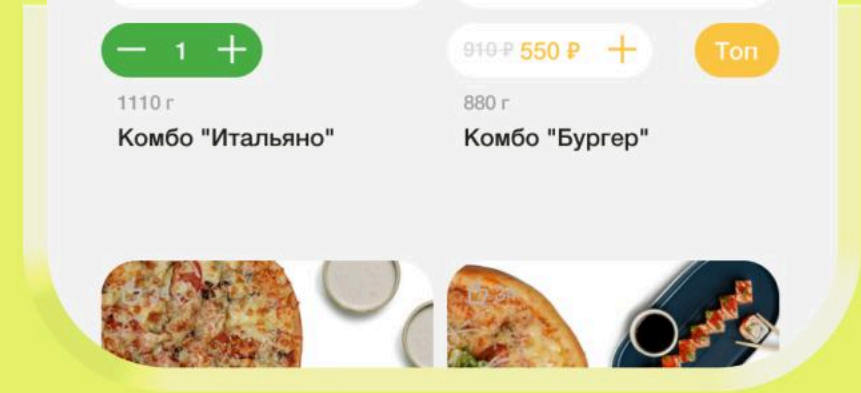 1
910 ₽ 550 ₽
Топ
1110 г
880 г
Комбо "Итальяно"
Комбо "Бургер"